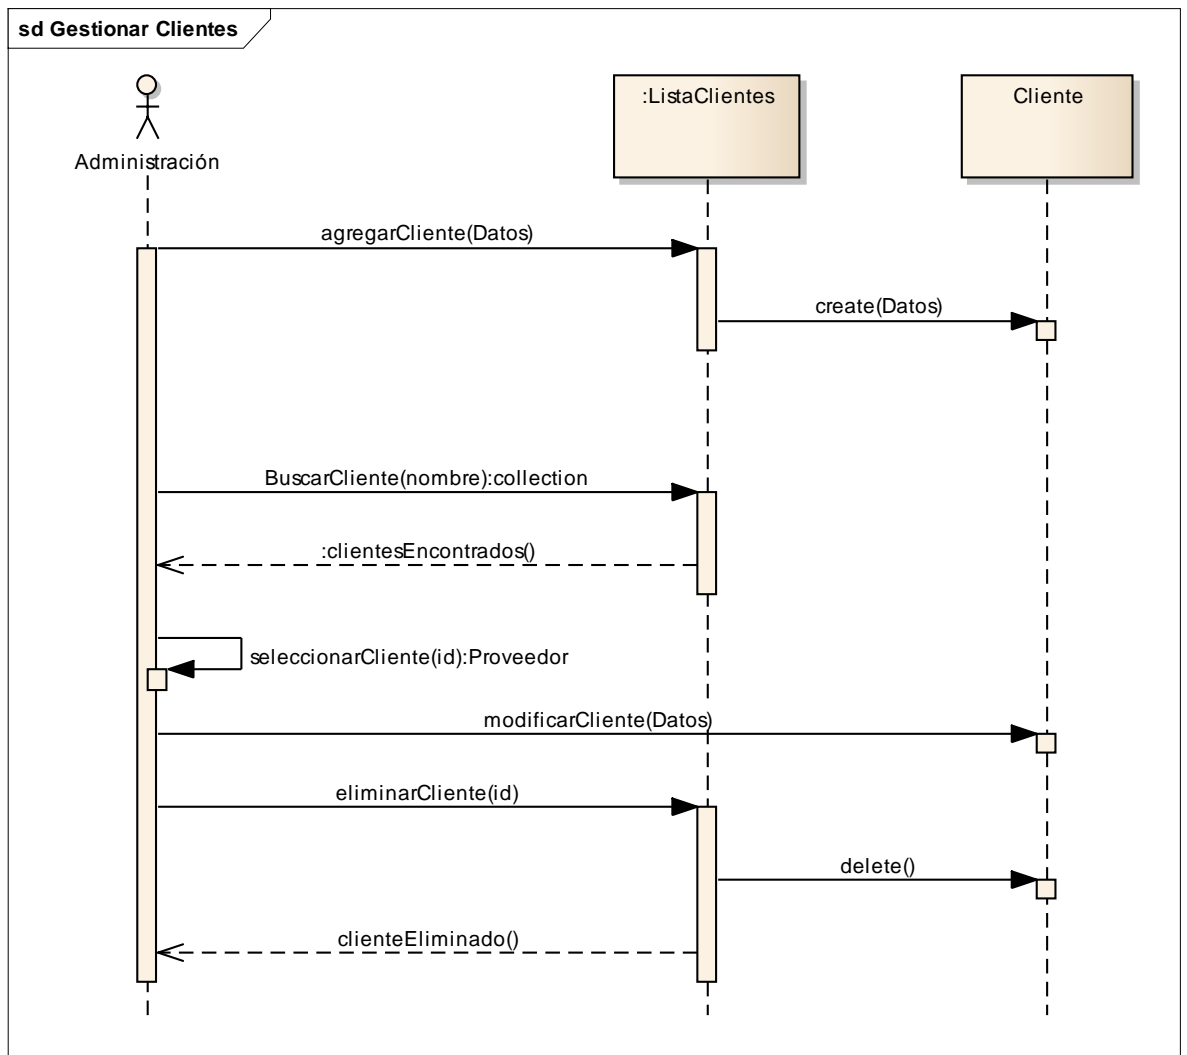 sd Gestionar Clientes
Administración
:ListaClientes
Cliente
agregarCliente(Datos)
create(Datos)
BuscarCliente(nombre):collection
:clientesEncontrados()
seleccionarCliente(id):Proveedor
modificarCliente(Datos)
eliminarCliente(id)
delete()
clienteEliminado()